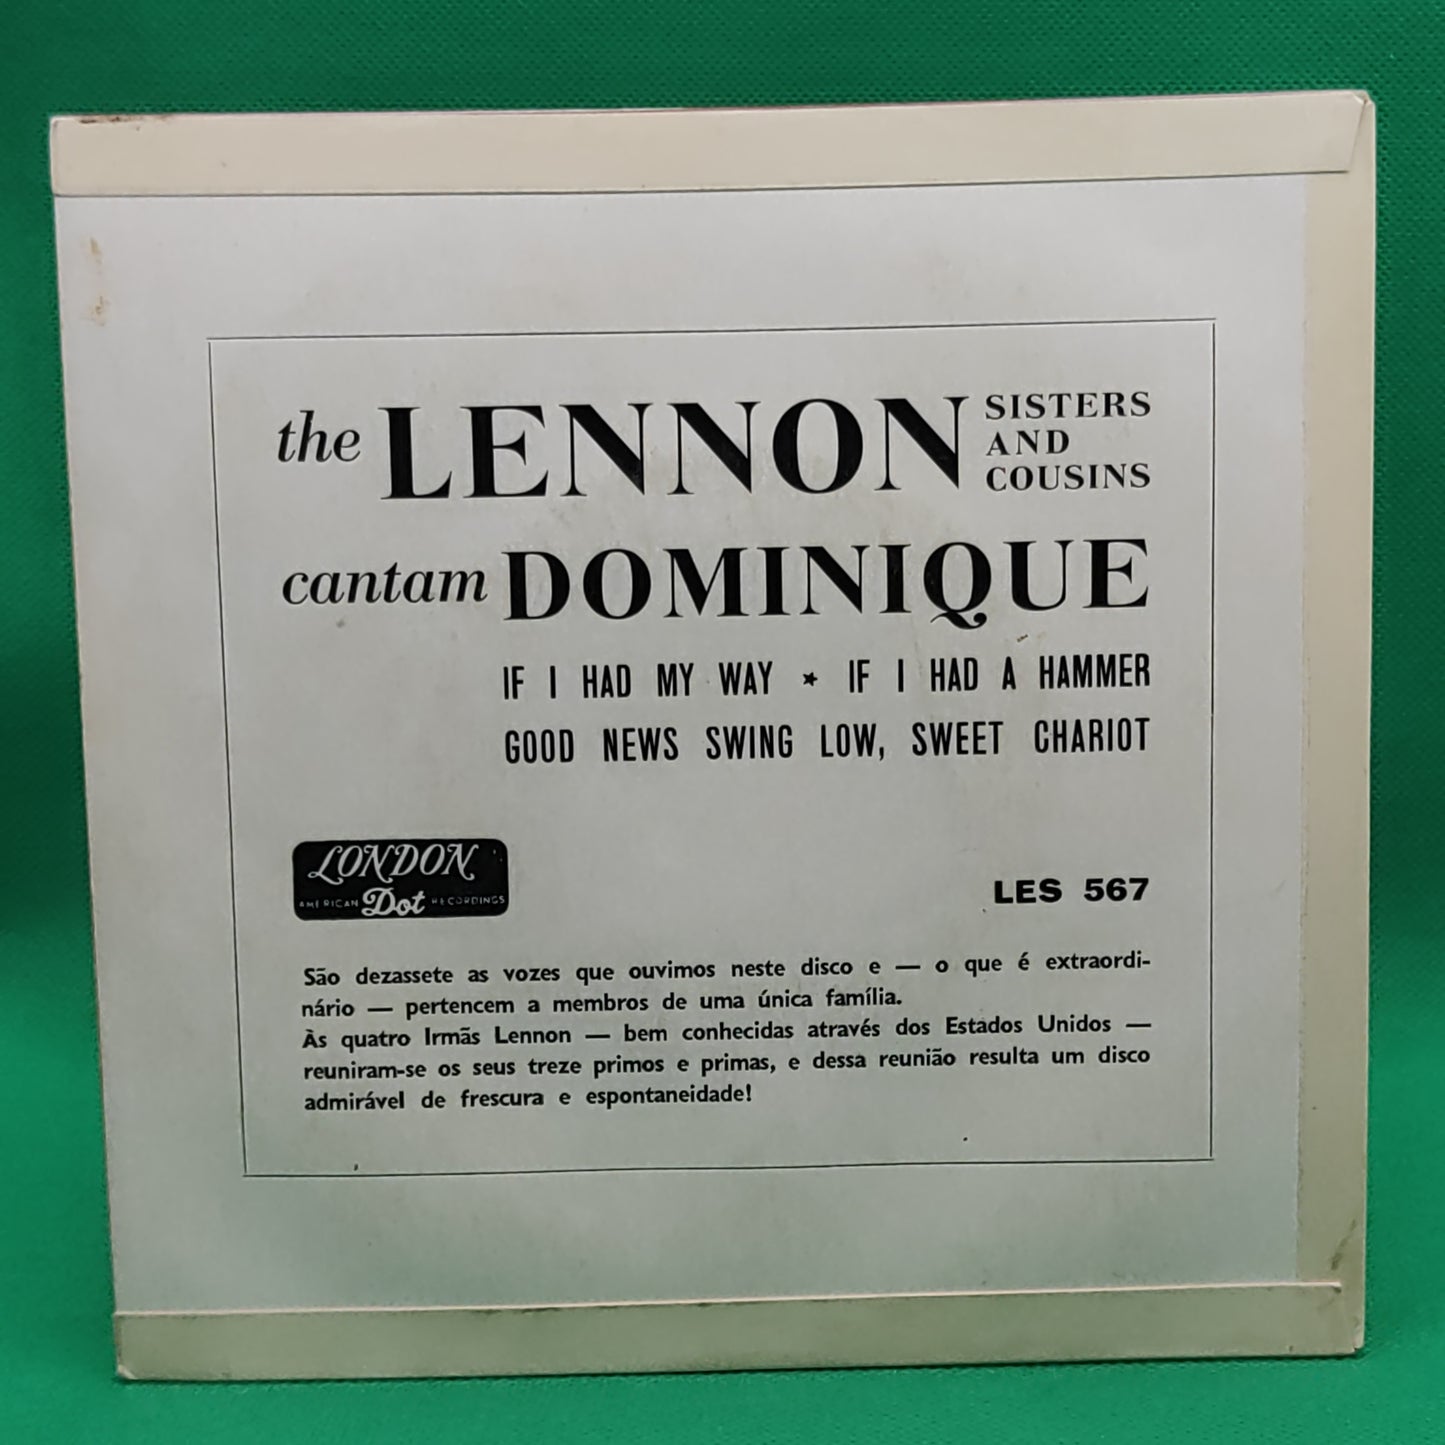 the LENNON SISTERS AND COUSINS
cantam DOMINIQUE
IF I HAD MY WAY ★ IF I HAD A HAMMER
GOOD NEWS SWING LOW, SWEET CHARIOT
LONDON
AMERICAN Dot RECORDINGS
LES 567
São dezassete as vozes que ouvimos neste disco e — o que é extraordi-
nário — pertencem a membros de uma única família.
Às quatro Irmãs Lennon — bem conhecidas através dos Estados Unidos —
reuniram-se os seus treze primos e primas, e dessa reunião resulta um disco
admirável de frescura e espontaneidade!